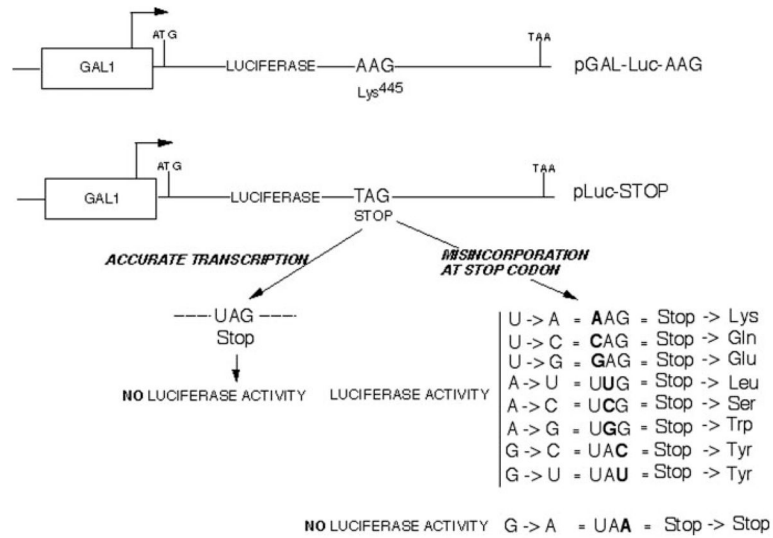 ATG TAA
GAL1 LUCIFERASE AAG pGAL-Luc-AAG
Lys445
ATG TAA
GAL1 LUCIFERASE TAG pLuc-STOP
STOP
ACCURATE TRANSCRIPTION
MISINCORPORATION
AT STOP CODON
----UAG----
Stop
NO LUCIFERASE ACTIVITY
LUCIFERASE ACTIVITY
U -> A = AAG = Stop -> Lys
U -> C = CAG = Stop -> Gln
U -> G = GAG = Stop -> Glu
A -> U = UUG = Stop -> Leu
A -> C = UCG = Stop -> Ser
A -> G = UGG = Stop -> Trp
G -> C = UAC = Stop -> Tyr
G -> U = UAU = Stop -> Tyr
NO LUCIFERASE ACTIVITY G -> A = UAA = Stop -> Stop